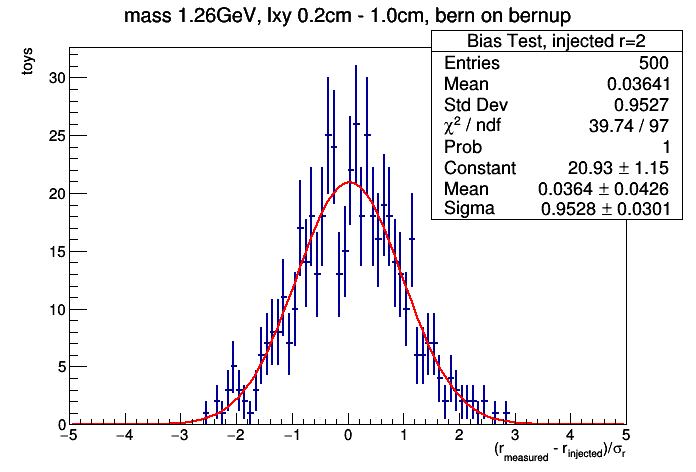 mass 1.26GeV, lxy 0.2cm - 1.0cm, bern on bernup
Bias Test, injected r=2
Entries 500
Mean 0.03641
Std Dev 0.9527
χ² / ndf 39.74 / 97
Prob 1
Constant 20.93 ± 1.15
Mean 0.0364 ± 0.0426
Sigma 0.9528 ± 0.0301
toys
30
25
20
15
10
5
0
−5 −4 −3 −2 −1 0 1 2 3 4 5
(r_measured - r_injected)/σ_r